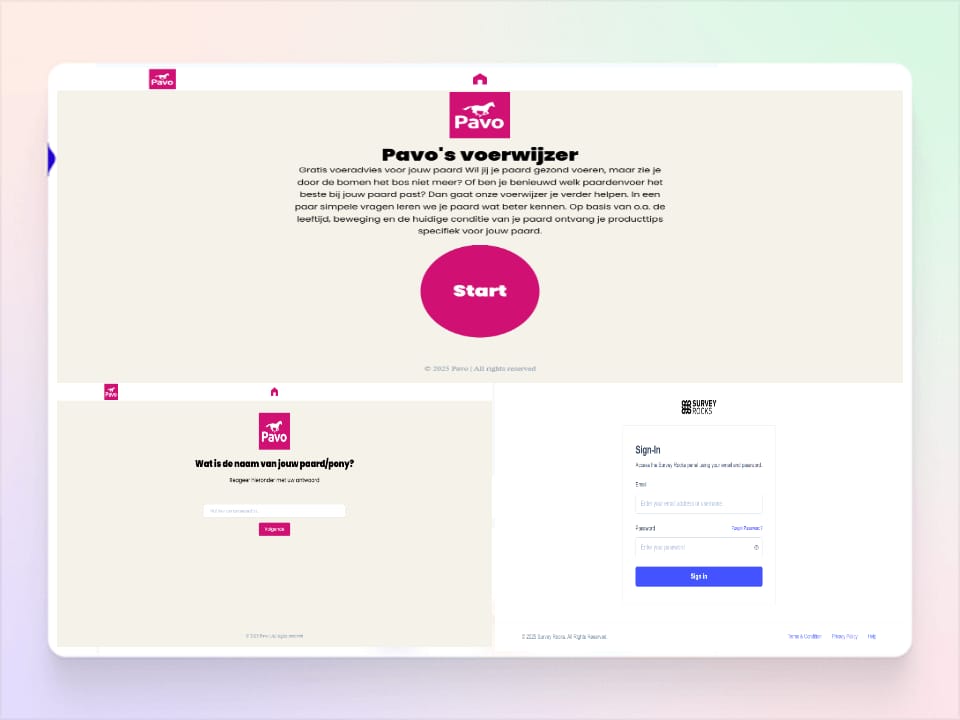 Pavo
Pavo
Pavo's voerwijzer
Gratis voeradvies voor jouw paard Wil jij je paard gezond voeren, maar zie je
door de bomen het bos niet meer? Of ben je benieuwd welk paardenvoer het
beste bij jouw paard past? Dan gaat onze voerwijzer je verder helpen. In een
paar simpele vragen leren we je paard wat beter kennen. Op basis van o.a. de
leeftijd, beweging en de huidige conditie van je paard ontvang je producttips
specifiek voor jouw paard.
Start
© 2025 Pavo | All rights reserved
Pavo
Pavo
Wat is de naam van jouw paard/pony?
Reageer hieronder met uw antwoord
Volgende
© 2025 Pavo | All rights reserved
SURVEY
ROCKS
Sign-In
Access the Survey Rocks panel using your email and password.
Email
Enter your email address or username
Password
Forgot Password?
Enter your password
Sign in
© 2025 Survey Rocks. All Rights Reserved.
Terms & Condition
Privacy Policy
Help